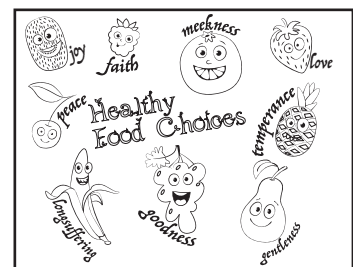 joy
faith
meekness
love
peace
Healthy
Food Choices
temperance
longsuffering
goodness
gentleness